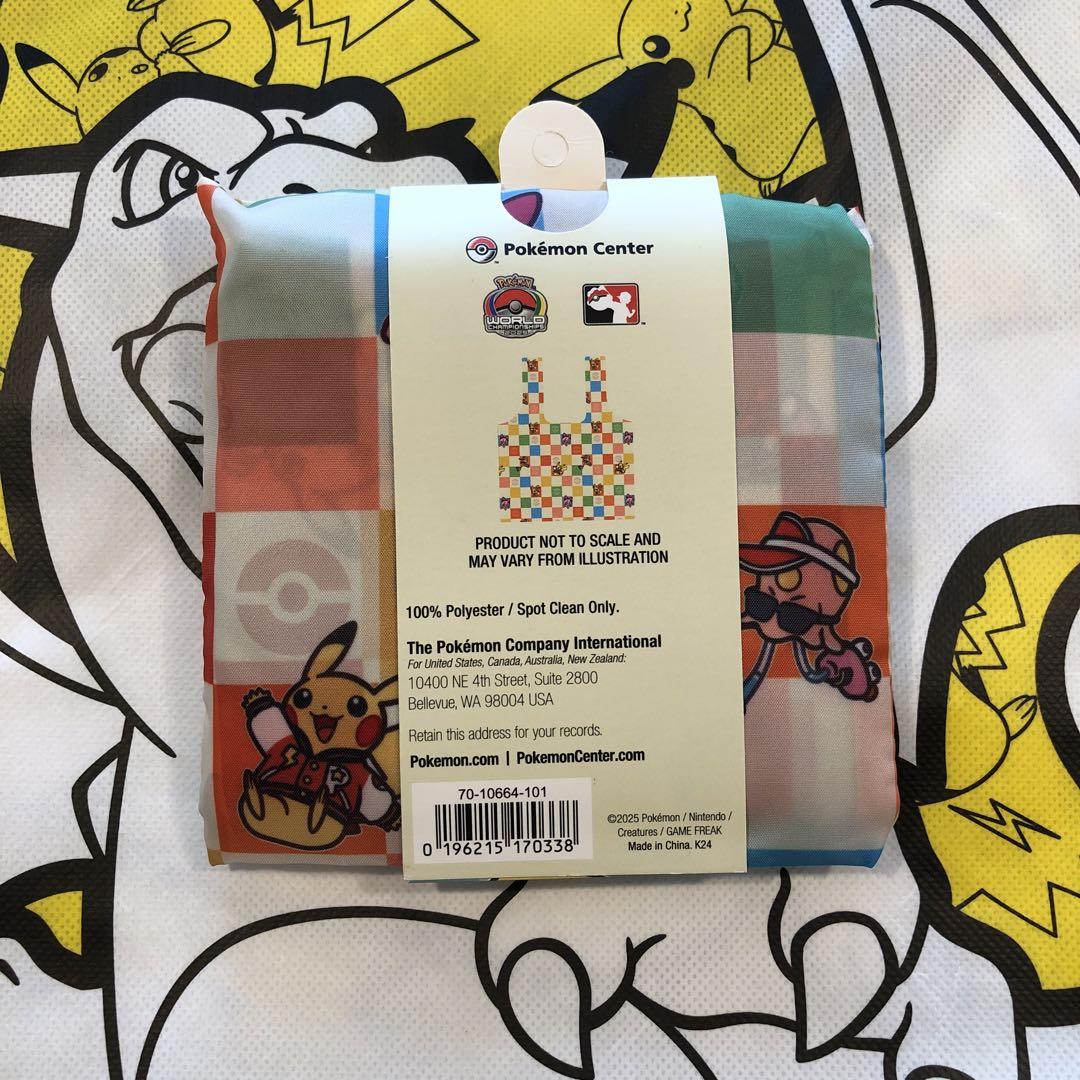 Pokémon Center
Pokémon
WORLD
CHAMPIONSHIPS
2025
PRODUCT NOT TO SCALE AND
MAY VARY FROM ILLUSTRATION
100% Polyester / Spot Clean Only.
The Pokémon Company International
For United States, Canada, Australia, New Zealand:
10400 NE 4th Street, Suite 2800
Bellevue, WA 98004 USA
Retain this address for your records.
Pokemon.com | PokemonCenter.com
70-10664-101
0 196215 170338
©2025 Pokémon / Nintendo /
Creatures / GAME FREAK
Made in China. K24